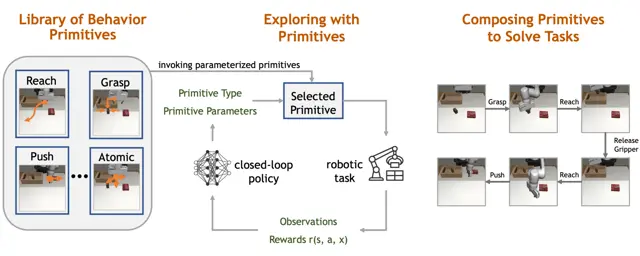 Library of Behavior
Primitives
Reach
Grasp
Push
Atomic
Exploring with
Primitives
invoking parameterized primitives
Primitive Type
Primitive Parameters
Selected
Primitive
closed-loop
policy
robotic
task
Observations
Rewards r(s, a, x)
Composing Primitives
to Solve Tasks
Grasp
Reach
Release
Gripper
Reach
Push